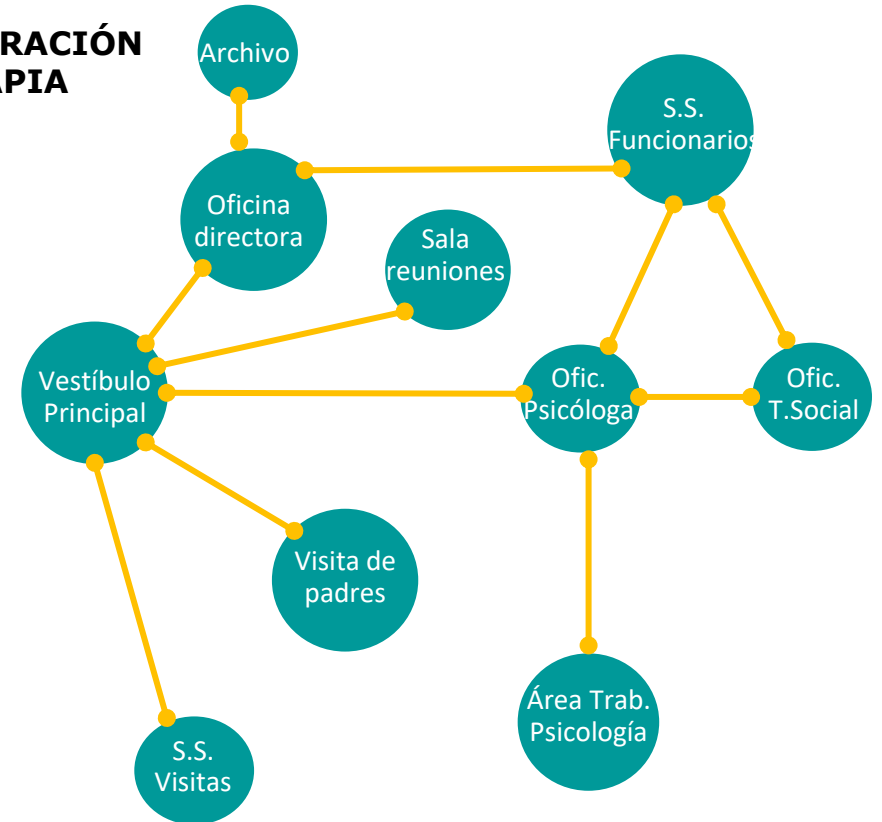 RACIÓN
APIA
Archivo
S.S.
Funcionarios
Oficina
directora
Sala
reuniones
Vestíbulo
Principal
Ofic.
Psicóloga
Ofic.
T.Social
Visita de
padres
Área Trab.
Psicología
S.S.
Visitas